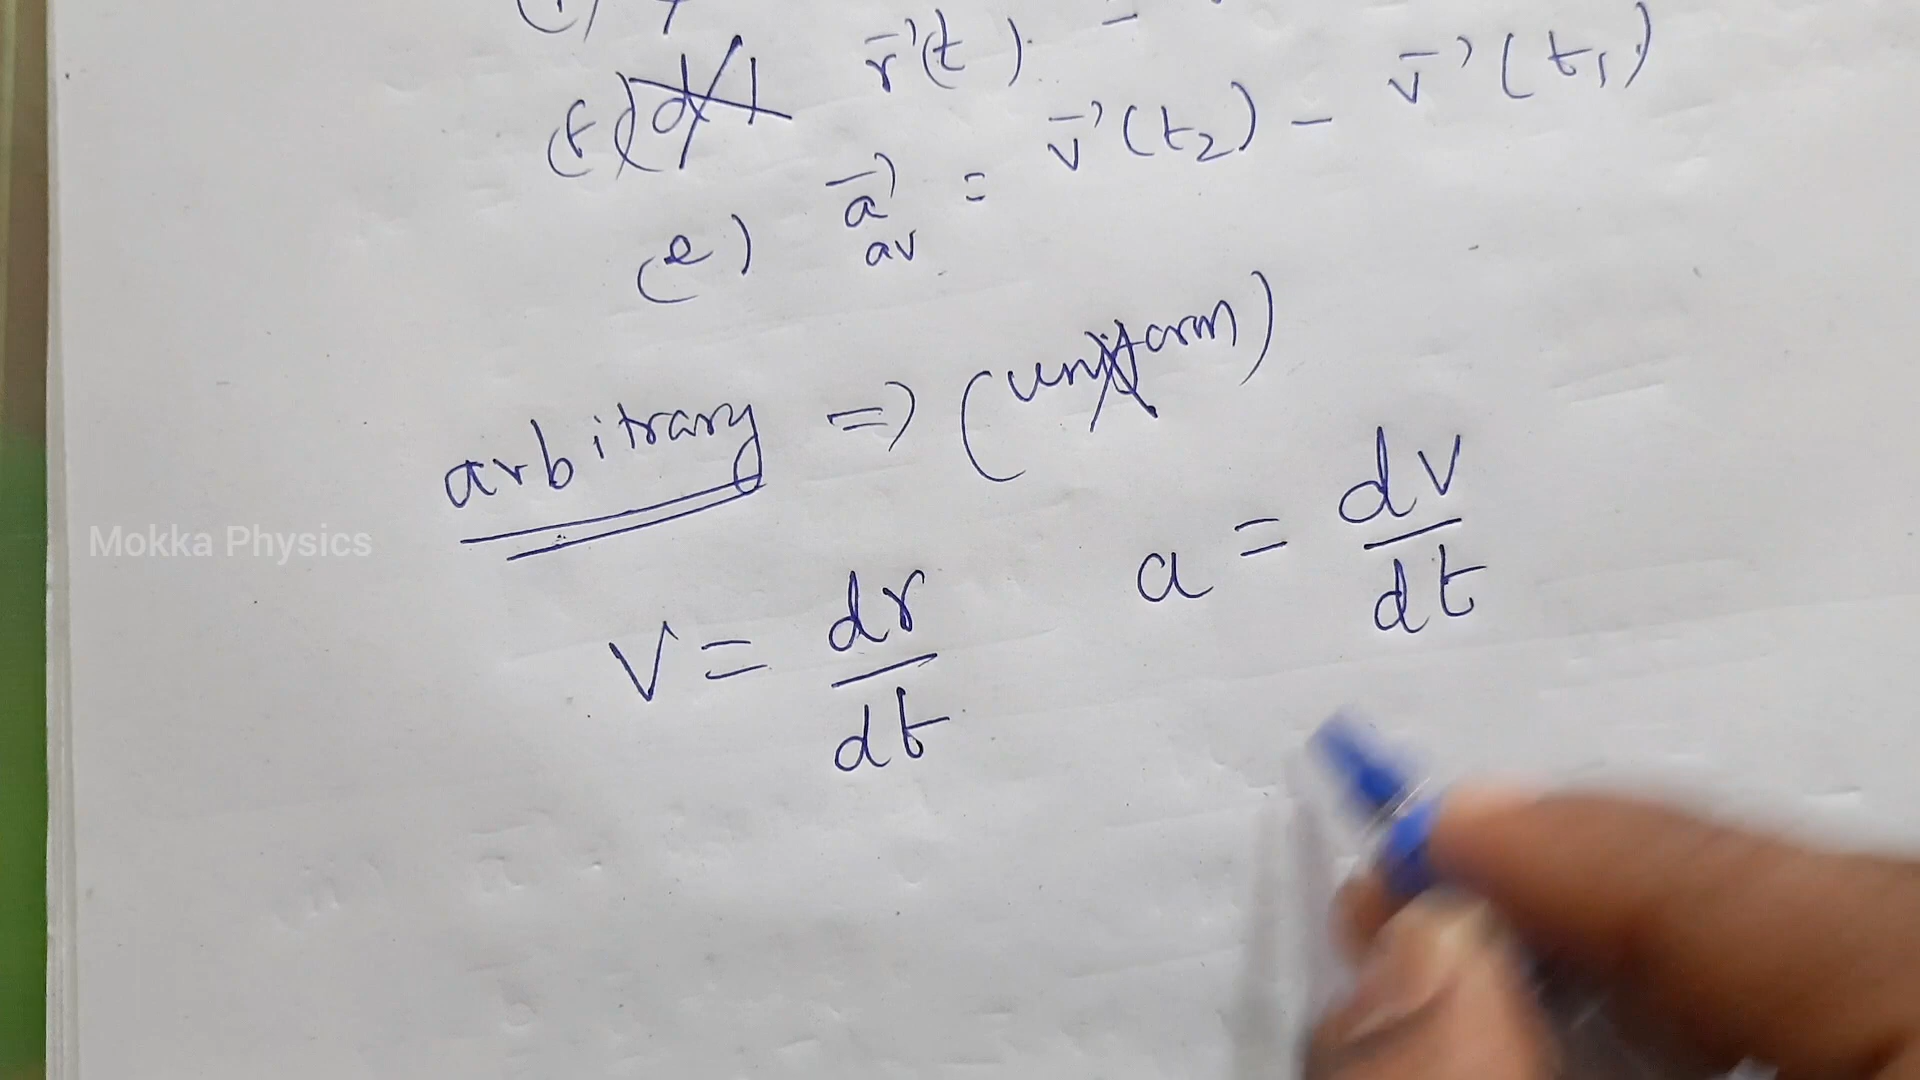 r⃗(t)
(e) a⃗ av = v⃗(t₂) - v⃗(t₁)
arbitrary => (uniform)
V = dr/dt
a = dv/dt
Mokka Physics